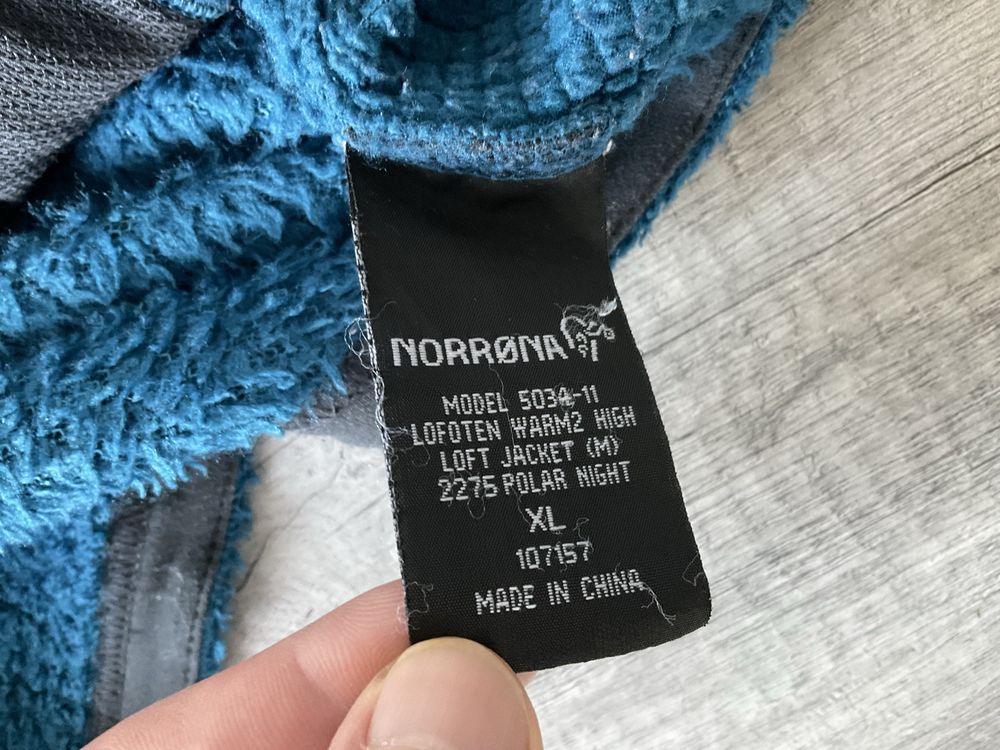 NORRØNA
MODEL 5034-11
LOFOTEN WARM2 HIGH
LOFT JACKET (M)
2275 POLAR NIGHT
XL
107157
MADE IN CHINA